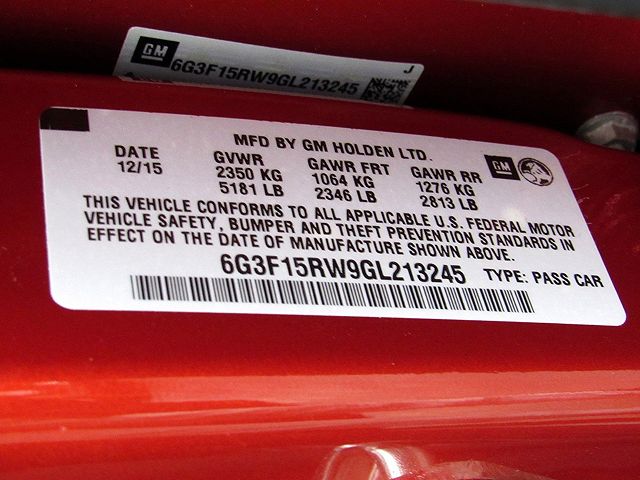 GM
J
6G3F15RW9GL213245
MFD BY GM HOLDEN LTD.
GM
DATE GVWR GAWR FRT GAWR RR
12/15 2350 KG 1064 KG 1276 KG
5181 LB 2346 LB 2813 LB
THIS VEHICLE CONFORMS TO ALL APPLICABLE U.S. FEDERAL MOTOR
VEHICLE SAFETY, BUMPER AND THEFT PREVENTION STANDARDS IN
EFFECT ON THE DATE OF MANUFACTURE SHOWN ABOVE.
6G3F15RW9GL213245 TYPE: PASS CAR